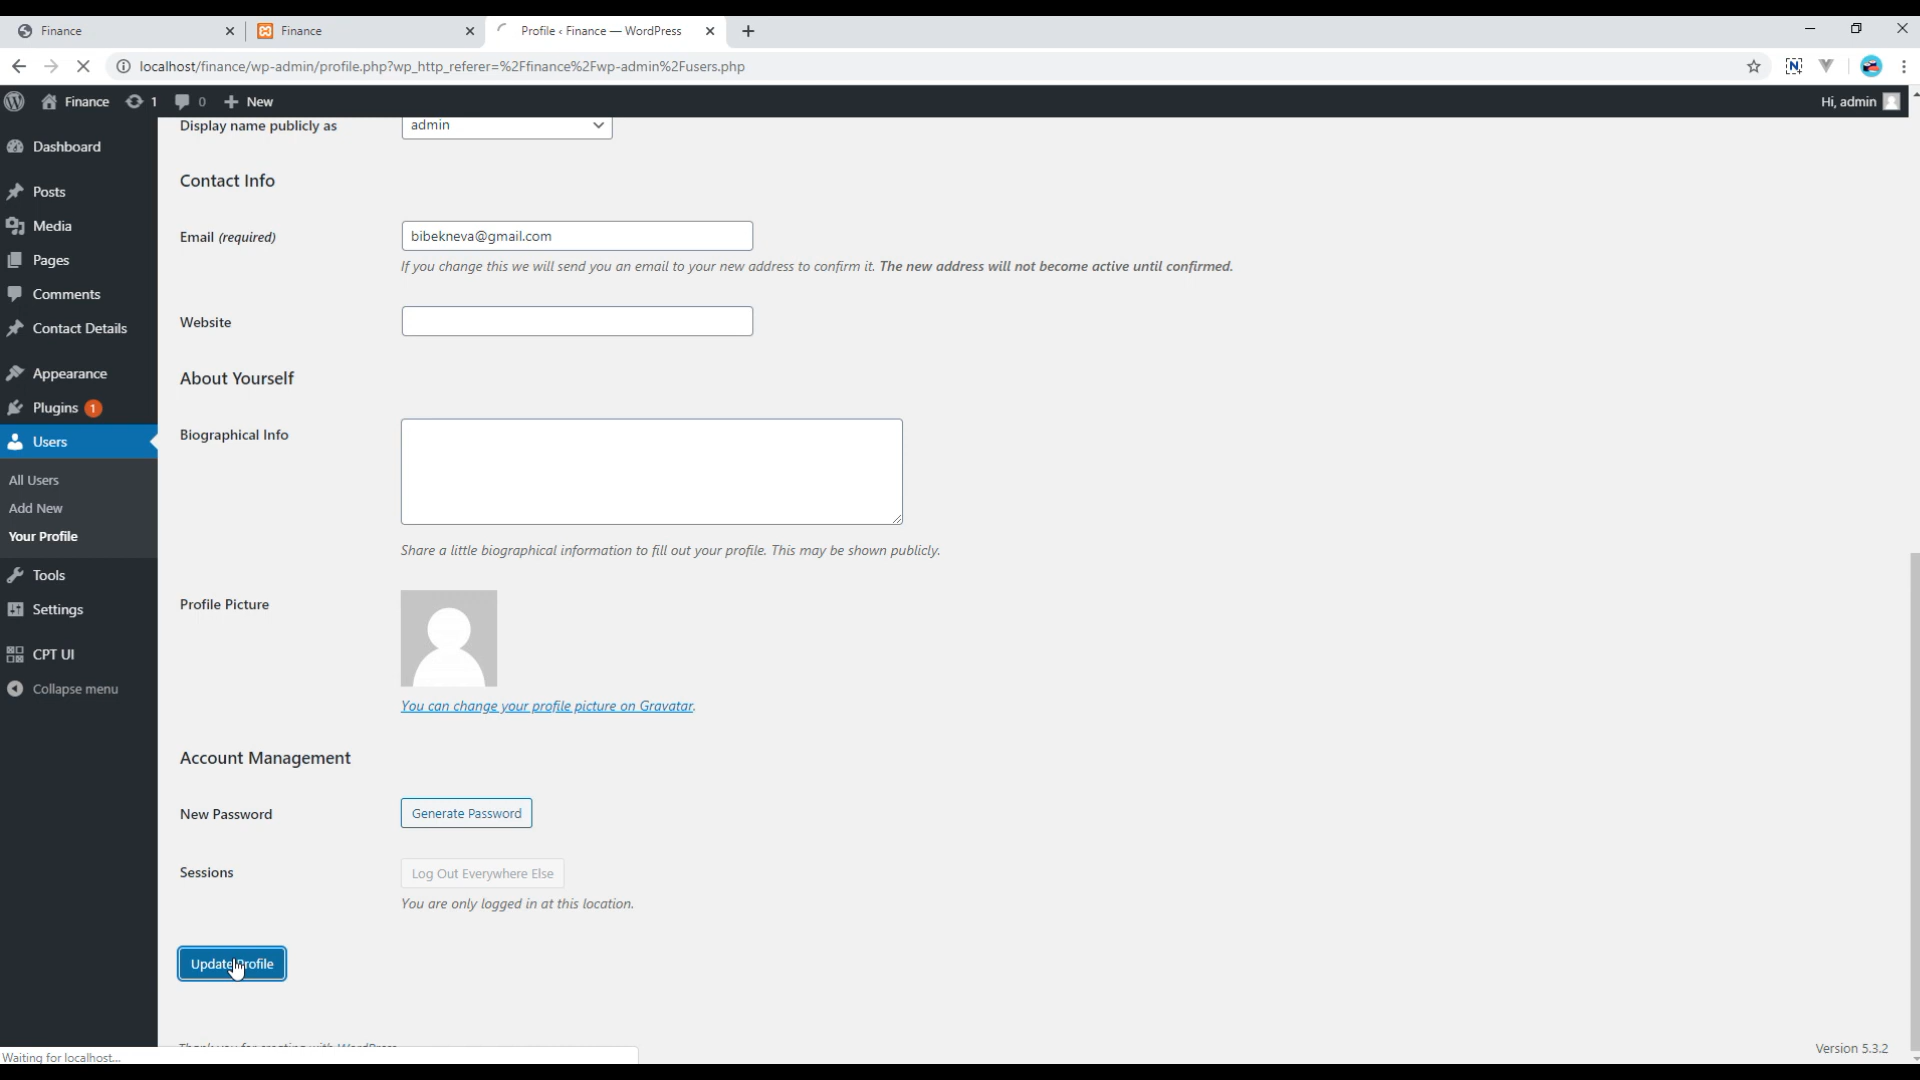 Finance
Finance
Profile ‹ Finance — WordPress
localhost/finance/wp-admin/profile.php?wp_http_referer=%2Ffinance%2Fwp-admin%2Fusers.php
Finance
1
0
New
Hi, admin
Display name publicly as
admin
Dashboard
Posts
Media
Pages
Comments
Contact Details
Appearance
Plugins 1
Users
All Users
Add New
Your Profile
Tools
Settings
CPT UI
Collapse menu
Contact Info
Email (required)
bibekneva@gmail.com
If you change this we will send you an email to your new address to confirm it. The new address will not become active until confirmed.
Website
About Yourself
Biographical Info
Share a little biographical information to fill out your profile. This may be shown publicly.
Profile Picture
You can change your profile picture on Gravatar.
Account Management
New Password
Generate Password
Sessions
Log Out Everywhere Else
You are only logged in at this location.
Update Profile
Thank you for creating with WordPress
Version 5.3.2
Waiting for localhost...